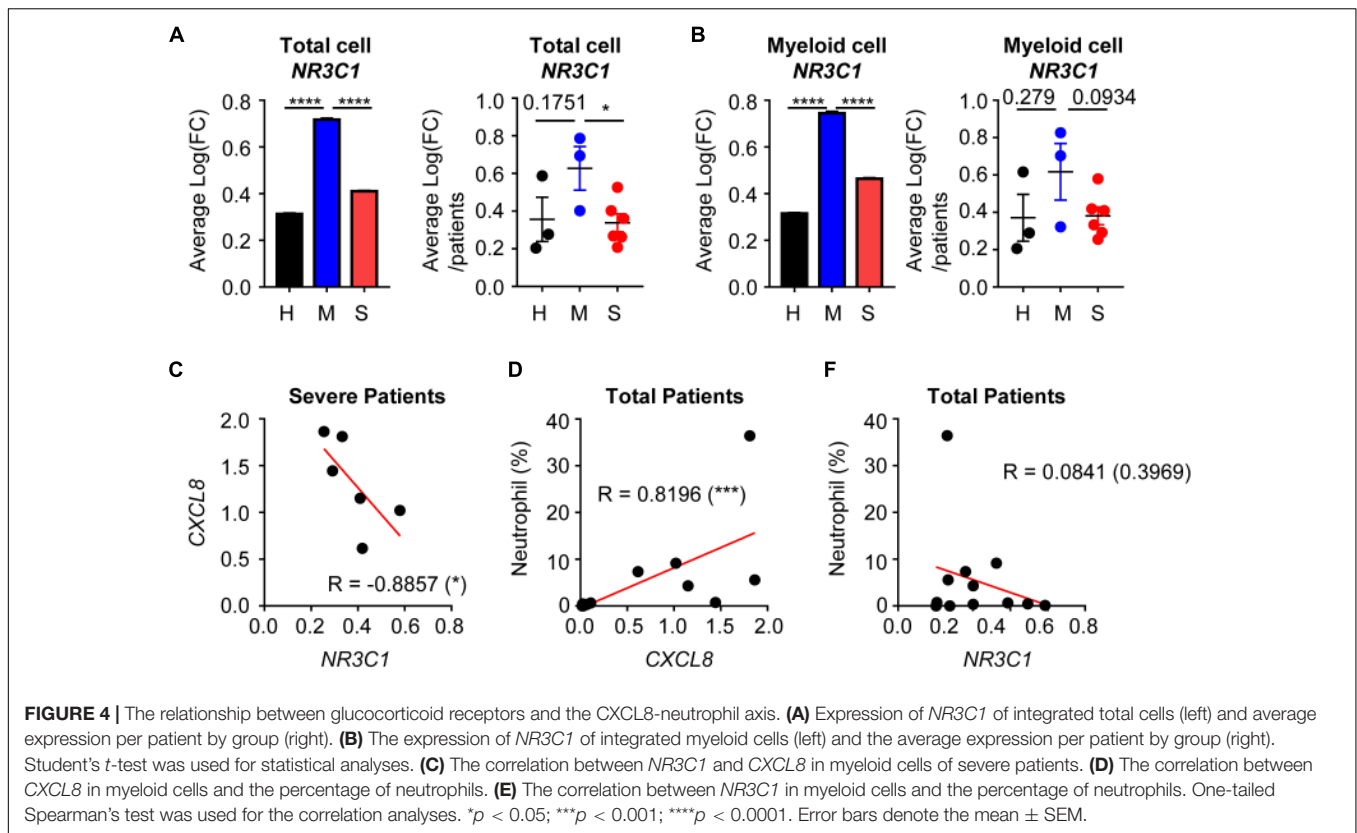 A
Total cell
NR3C1
Average Log(FC)
0.8
0.6
0.4
0.2
0.0
**** ****
H M S
Total cell
NR3C1
Average Log(FC)
/patients
1.0
0.8
0.6
0.4
0.2
0.0
0.1751 *
H M S
B
Myeloid cell
NR3C1
Average Log(FC)
0.8
0.6
0.4
0.2
0.0
**** ****
H M S
Myeloid cell
NR3C1
Average Log(FC)
/patients
1.0
0.8
0.6
0.4
0.2
0.0
0.279 0.0934
H M S
C
Severe Patients
CXCL8
2.0
1.5
1.0
0.5
0.0
R = -0.8857 (*)
0.0 0.2 0.4 0.6 0.8
NR3C1
D
Total Patients
Neutrophil (%)
40
30
20
10
0
R = 0.8196 (***)
0.0 0.5 1.0 1.5 2.0
CXCL8
F
Total Patients
Neutrophil (%)
40
30
20
10
0
R = 0.0841 (0.3969)
0.0 0.2 0.4 0.6 0.8
NR3C1
FIGURE 4 | The relationship between glucocorticoid receptors and the CXCL8-neutrophil axis. (A) Expression of NR3C1 of integrated total cells (left) and average
expression per patient by group (right). (B) The expression of NR3C1 of integrated myeloid cells (left) and the average expression per patient by group (right).
Student's t-test was used for statistical analyses. (C) The correlation between NR3C1 and CXCL8 in myeloid cells of severe patients. (D) The correlation between
CXCL8 in myeloid cells and the percentage of neutrophils. (E) The correlation between NR3C1 in myeloid cells and the percentage of neutrophils. One-tailed
Spearman's test was used for the correlation analyses. *p < 0.05; ***p < 0.001; ****p < 0.0001. Error bars denote the mean ± SEM.